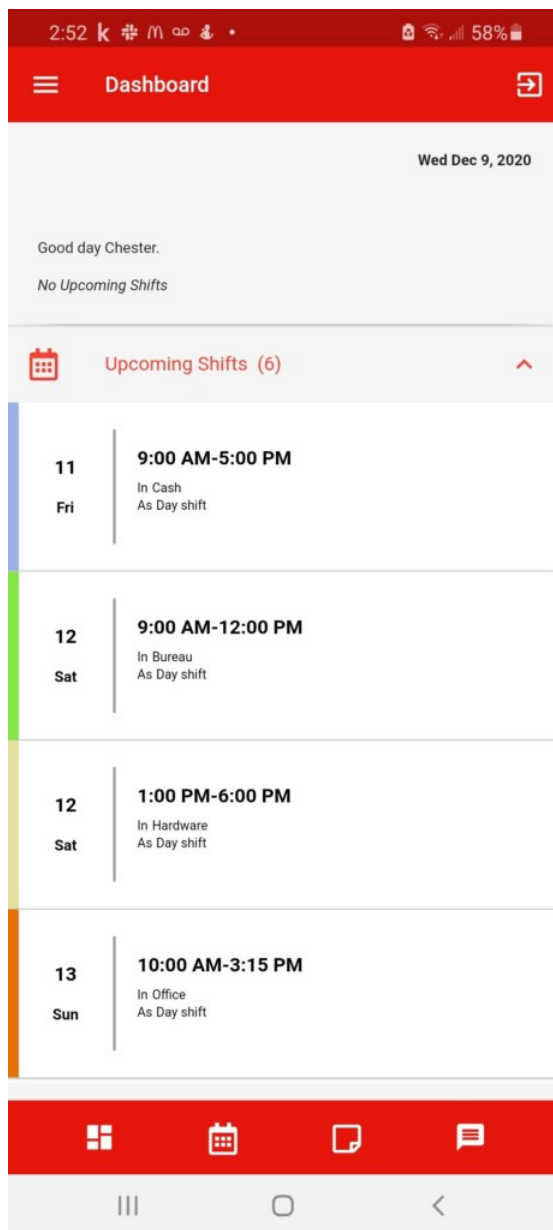 2:52
58%
Dashboard
Wed Dec 9, 2020
Good day Chester.
No Upcoming Shifts
Upcoming Shifts (6)
11
Fri
9:00 AM-5:00 PM
In Cash
As Day shift
12
Sat
9:00 AM-12:00 PM
In Bureau
As Day shift
12
Sat
1:00 PM-6:00 PM
In Hardware
As Day shift
13
Sun
10:00 AM-3:15 PM
In Office
As Day shift